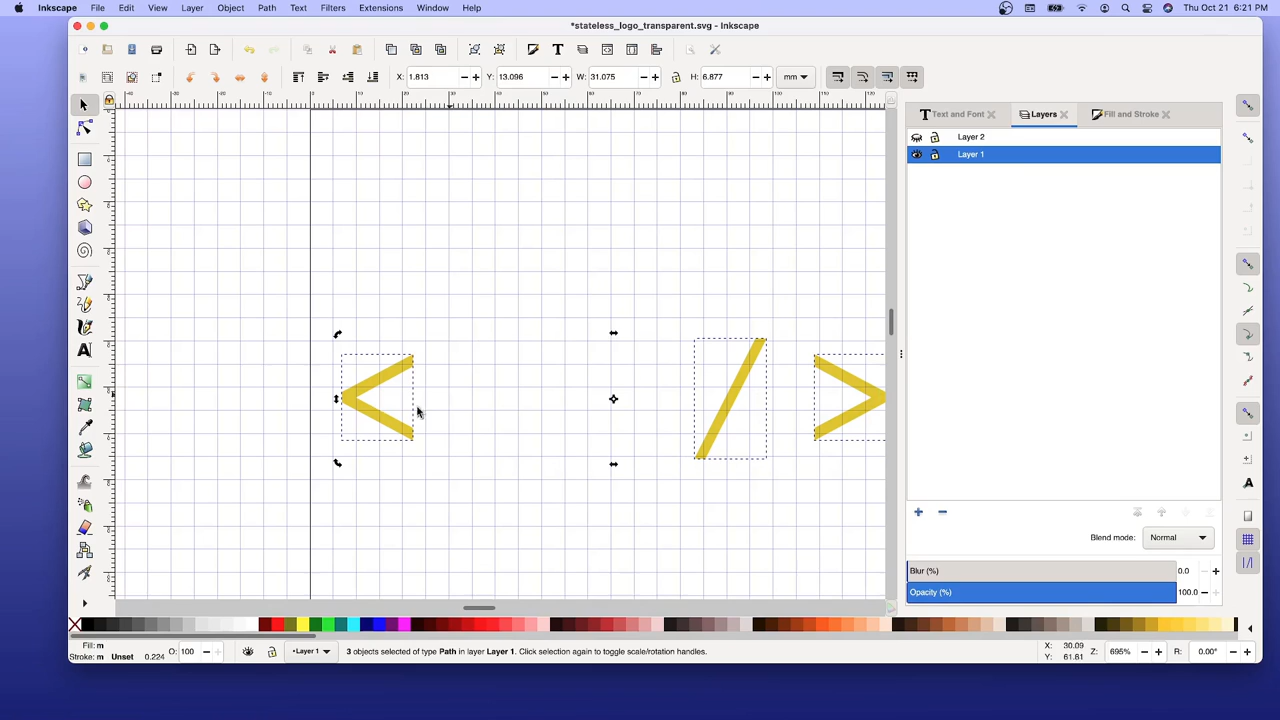 Inkscape File Edit View Layer Object Path Text Filters Extensions Window Help Thu Oct 21 6:21 PM
*stateless_logo_transparent.svg - Inkscape
X: 1.813 − + Y: 13.096 − + W: 31.075 − + H: 6.877 − + mm
Text and Font Layers Fill and Stroke
Layer 2
Layer 1
< / >
Blend mode: Normal
Blur (%) 0.0 − +
Opacity (%) 100.0 − +
Fill: m
Stroke: m Unset 0.224 O: 100 − + •Layer 1 3 objects selected of type Path in layer Layer 1. Click selection again to toggle scale/rotation handles.
X: 30.09
Y: 61.61 Z: 695% − + R: 0.00° − +